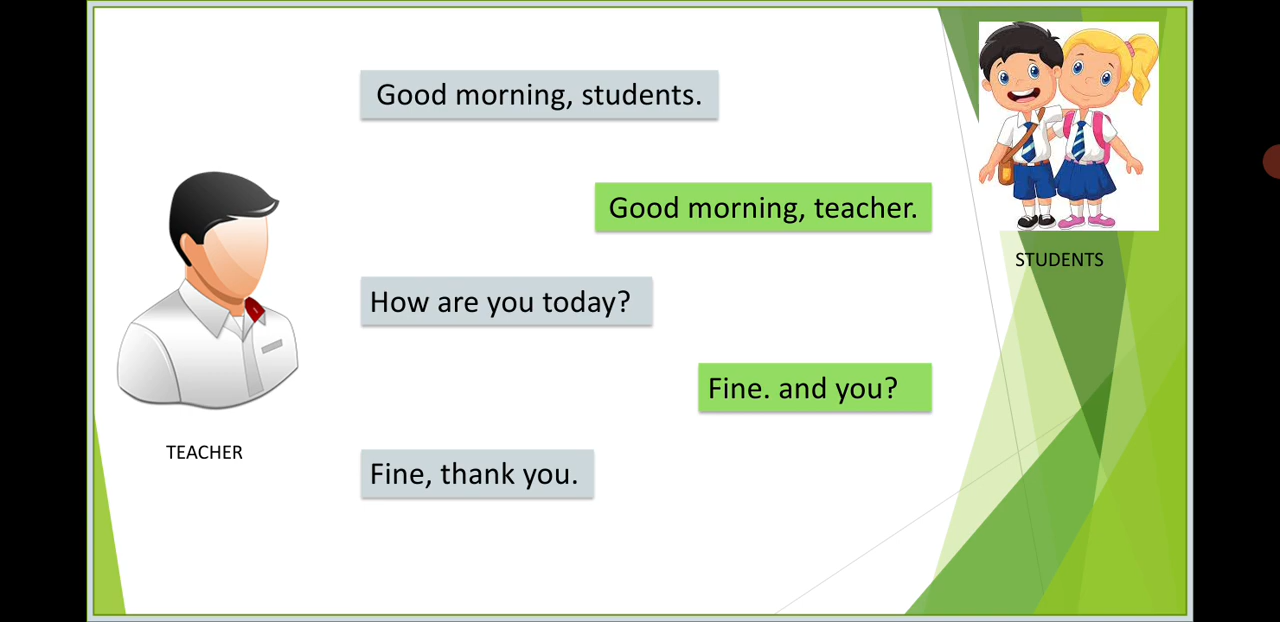 Good morning, students.
Good morning, teacher.
STUDENTS
How are you today?
Fine. and you?
TEACHER
Fine, thank you.